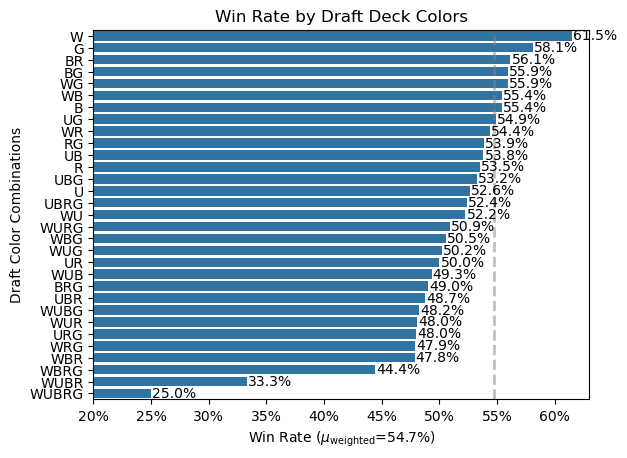 Win Rate by Draft Deck Colors
Draft Color Combinations
W 61.5%
G 58.1%
BR 56.1%
BG 55.9%
WG 55.9%
WB 55.4%
B 55.4%
UG 54.9%
WR 54.4%
RG 53.9%
UB 53.8%
R 53.5%
UBG 53.2%
U 52.6%
UBRG 52.4%
WU 52.2%
WURG 50.9%
WBG 50.5%
WUG 50.2%
UR 50.0%
WUB 49.3%
BRG 49.0%
UBR 48.7%
WUBG 48.2%
WUR 48.0%
URG 48.0%
WRG 47.9%
WBR 47.8%
WBRG 44.4%
WUBR 33.3%
WUBRG 25.0%
20% 25% 30% 35% 40% 45% 50% 55% 60%
Win Rate (μweighted=54.7%)